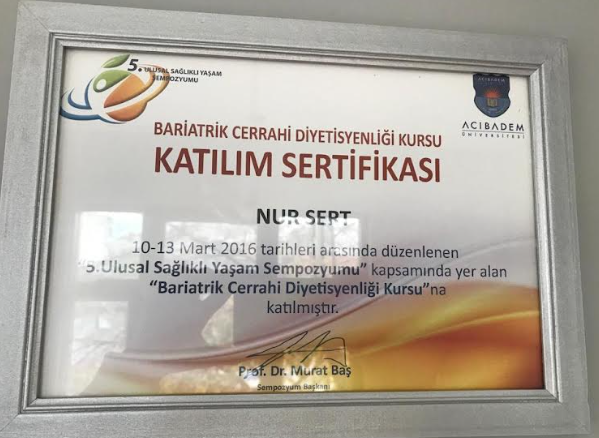 5. ULUSAL SAĞLIKLI YAŞAM
SEMPOZYUMU
ACIBADEM
ACIBADEM
ÜNİVERSİTESİ
BARİATRİK CERRAHİ DİYETİSYENLİĞİ KURSU
KATILIM SERTİFİKASI
NUR SERT
10-13 Mart 2016 tarihleri arasında düzenlenen
“5.Ulusal Sağlıklı Yaşam Sempozyumu” kapsamında yer alan
“Bariatrik Cerrahi Diyetisyenliği Kursu”na
katılmıştır.
Prof. Dr. Murat Baş
Sempozyum Başkanı